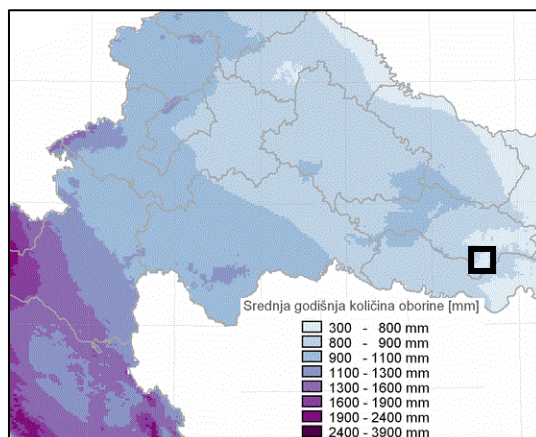 Srednja godišnja količina oborine [mm]
300 - 800 mm
800 - 900 mm
900 - 1100 mm
1100 - 1300 mm
1300 - 1600 mm
1600 - 1900 mm
1900 - 2400 mm
2400 - 3900 mm